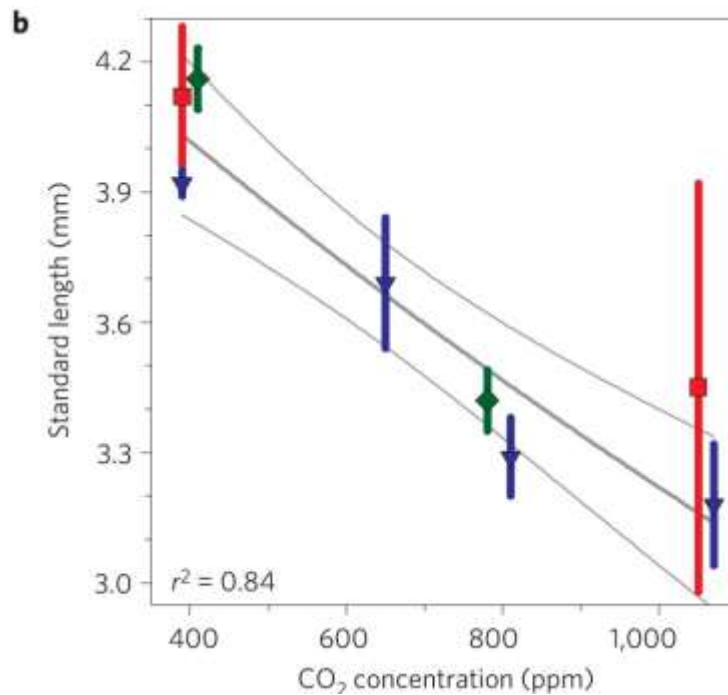 b
4.2
3.9
3.6
3.3
3.0
Standard length (mm)
r² = 0.84
400 600 800 1,000
CO₂ concentration (ppm)